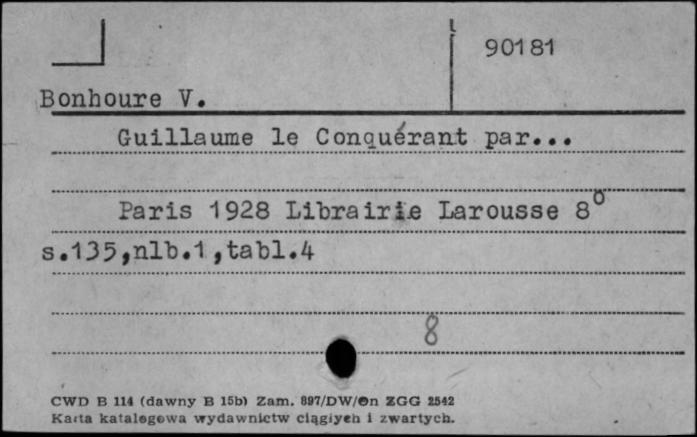 90181
Bonhoure V.
Guillaume le Conquérant par...
Paris 1928 Librairie Larousse 8°
s.135,nlb.1,tabl.4
8
CWD B 114 (dawny B 15b) Zam. 897/DW/On ZGG 2542
Karta katalogowa wydawnictw ciągłych i zwartych.